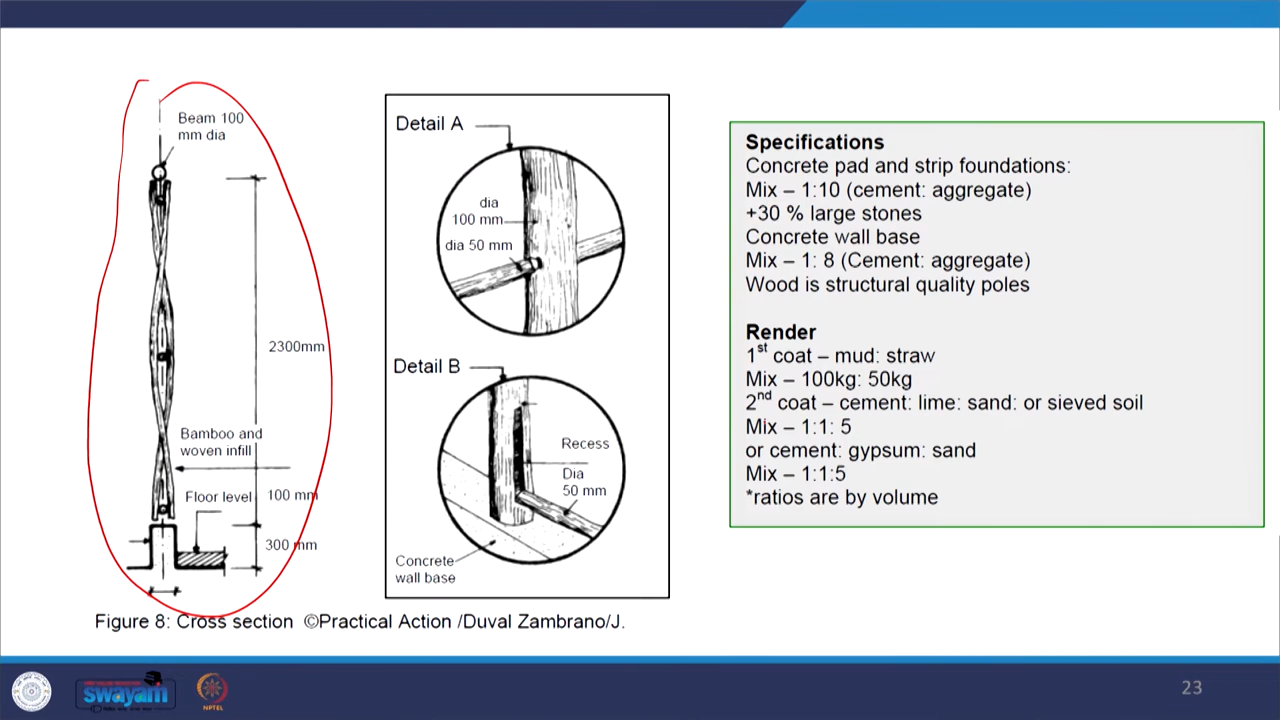 Beam 100
mm dia
2300mm
Bamboo and
woven infill
Floor level
100 mm
300 mm
Detail A
dia
100 mm
dia 50 mm
Detail B
Recess
Dia
50 mm
Concrete
wall base
Figure 8: Cross section ©Practical Action /Duval Zambrano/J.
Specifications
Concrete pad and strip foundations:
Mix – 1:10 (cement: aggregate)
+30 % large stones
Concrete wall base
Mix – 1: 8 (Cement: aggregate)
Wood is structural quality poles
Render
1st coat – mud: straw
Mix – 100kg: 50kg
2nd coat – cement: lime: sand: or sieved soil
Mix – 1:1: 5
or cement: gypsum: sand
Mix – 1:1:5
*ratios are by volume
swayam
NPTEL
23